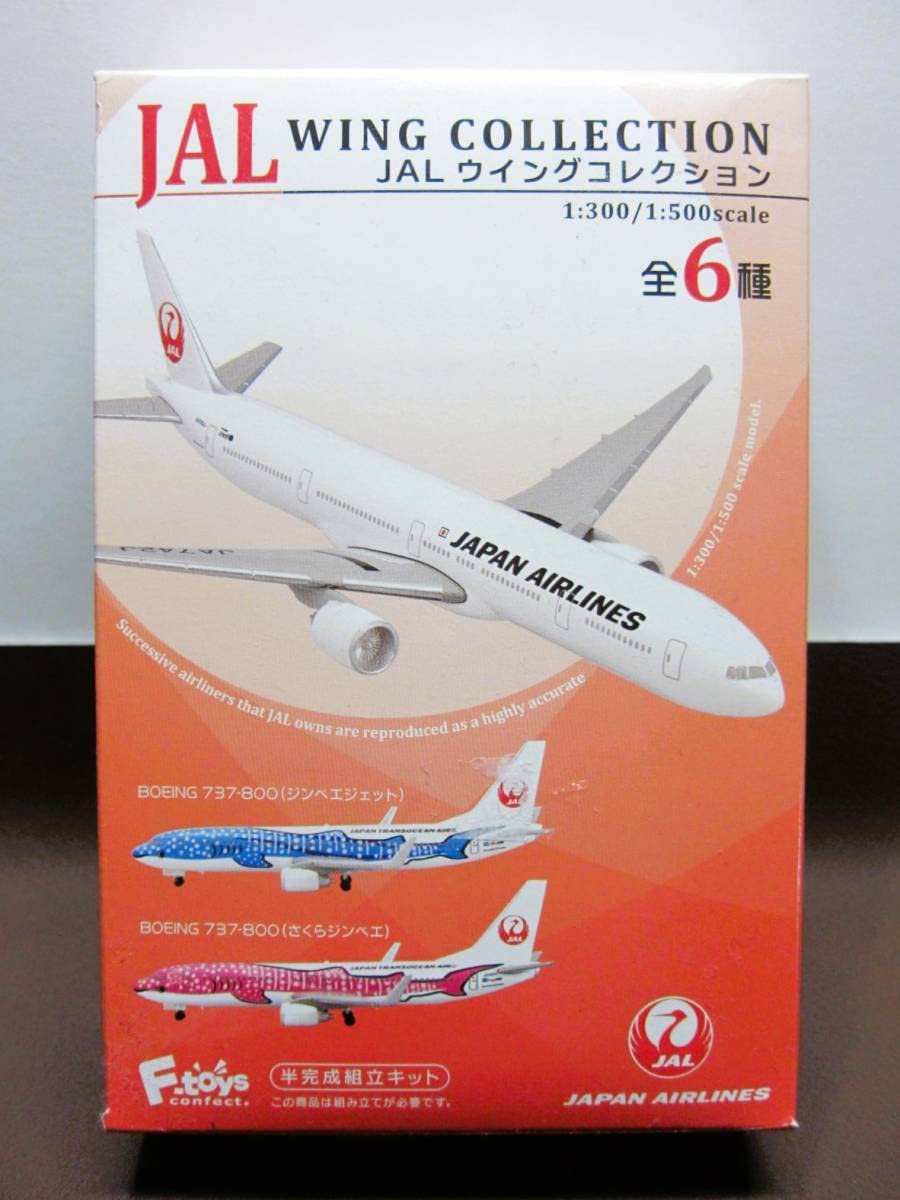 JAL WING COLLECTION
JAL ウイングコレクション
1:300/1:500scale
全6種
JAL
JAPAN AIRLINES
JA742J
1:300/1:500 scale model.
Successive airliners that JAL owns are reproduced as a highly accurate
BOEING 737-800(ジンベエジェット)
JAL
JAPAN TRANSOCEAN AIR
BOEING 737-800(さくらジンベエ)
JAL
JAPAN TRANSOCEAN AIR
F-toys
confect.
半完成組立キット
この商品は組み立てが必要です。
JAL
JAPAN AIRLINES